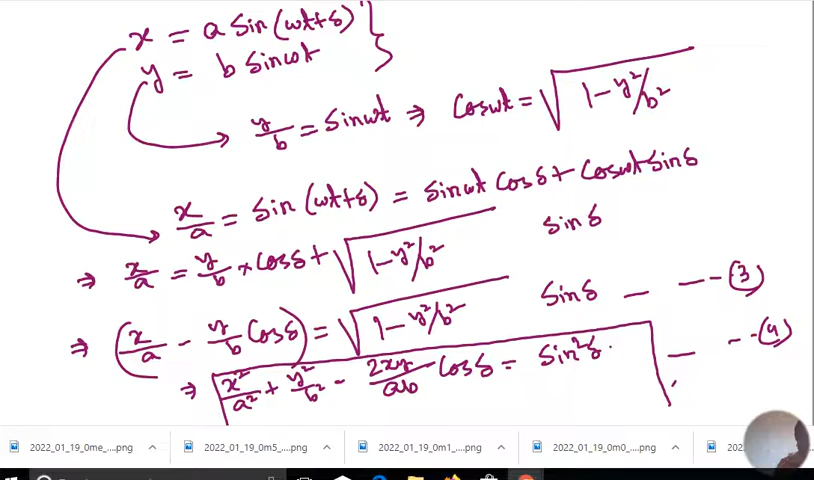 x = a sin(ωt+δ)}
y = b sinωt
y/b = sinωt ⇒ cosωt = √(1 − y²/b²)
x/a = sin(ωt+δ) = sinωt cosδ + cosωt sinδ
⇒ x/a = y/b × cosδ + √(1 − y²/b²) sinδ
⇒ (x/a − y/b cosδ) = √(1 − y²/b²) sinδ — — - (3)
⇒ x²/a² + y²/b² − 2xy/ab cosδ = sin²δ — - - (4)
2022_01_19_0me_....png 2022_01_19_0m5_....png 2022_01_19_0m1_....png 2022_01_19_0m0_....png 202